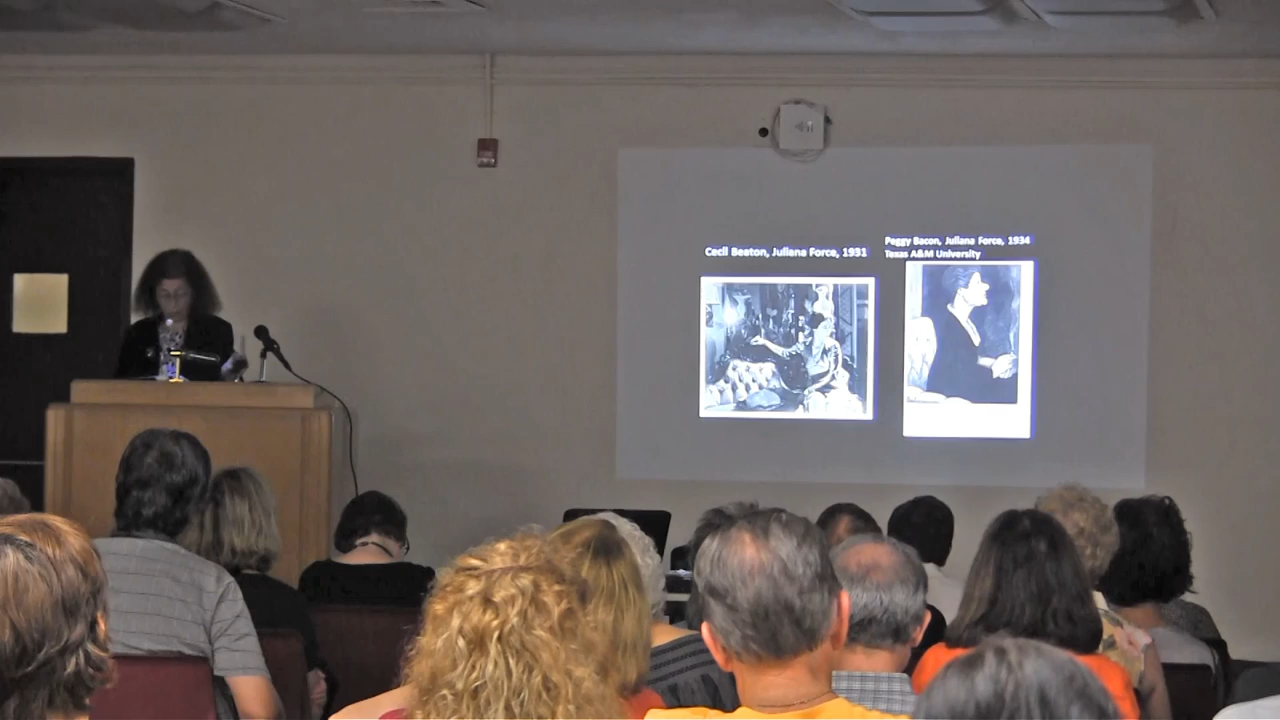 Cecil Beaton, Juliana Force, 1931
Peggy Bacon, Juliana Force, 1934
Texas A&M University